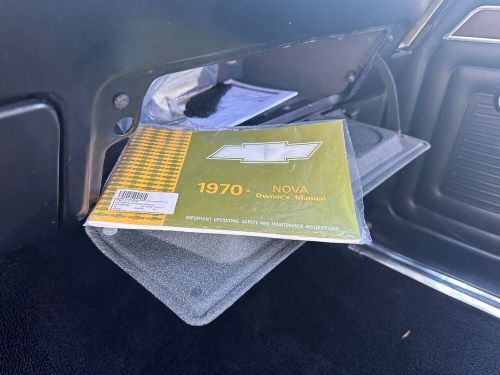 1970 NOVA
Owner's Manual
IMPORTANT OPERATING, SAFETY AND MAINTENANCE INSTRUCTIONS